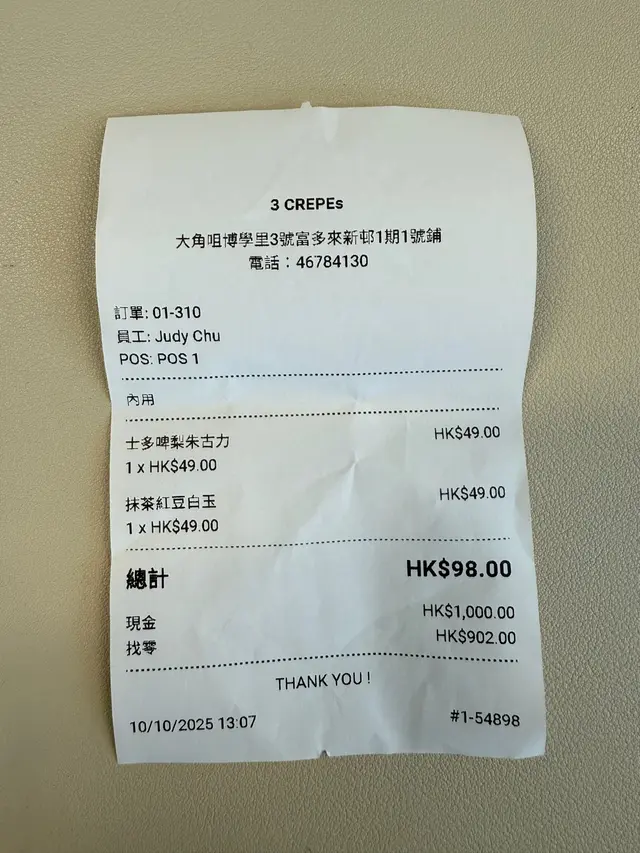 3 CREPEs
大角咀博學里3號富多來新邨1期1號鋪
電話：46784130
訂單: 01-310
員工: Judy Chu
POS: POS 1
內用
士多啤梨朱古力 HK$49.00
1 x HK$49.00
抹茶紅豆白玉 HK$49.00
1 x HK$49.00
總計 HK$98.00
現金 HK$1,000.00
找零 HK$902.00
THANK YOU !
10/10/2025 13:07 #1-54898